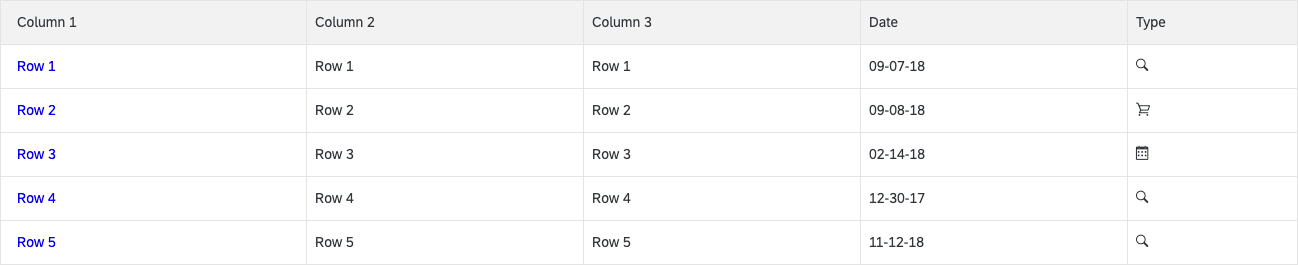 Column 1 Column 2 Column 3 Date Type
Row 1 Row 1 Row 1 09-07-18
Row 2 Row 2 Row 2 09-08-18
Row 3 Row 3 Row 3 02-14-18
Row 4 Row 4 Row 4 12-30-17
Row 5 Row 5 Row 5 11-12-18